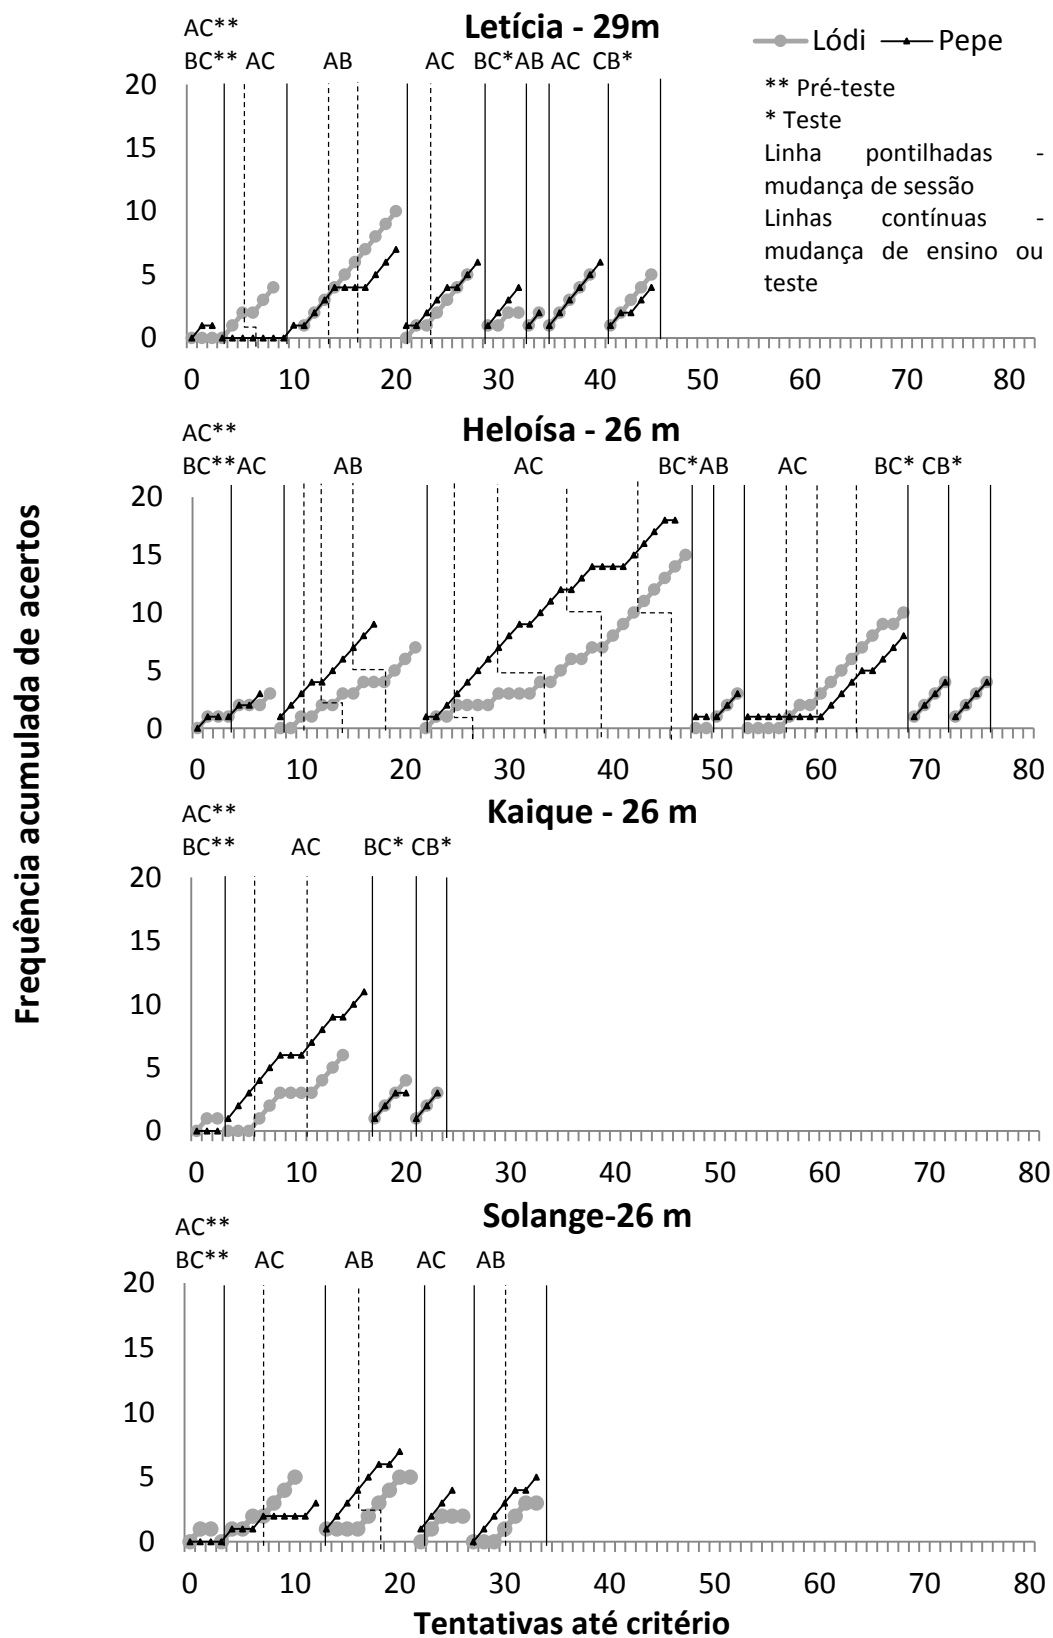 Letícia - 29m
AC**
BC** AC AB AC BC* AB AC CB*
Lódi Pepe
** Pré-teste
* Teste
Linha pontilhadas -
mudança de sessão
Linhas contínuas -
mudança de ensino ou
teste
20
15
10
5
0
0 10 20 30 40 50 60 70 80
Heloísa - 26 m
AC**
BC** AC AB AC BC* AB AC BC* CB*
20
15
10
5
0
0 10 20 30 40 50 60 70 80
Kaique - 26 m
AC**
BC** AC BC* CB*
20
15
10
5
0
0 10 20 30 40 50 60 70 80
Solange-26 m
AC**
BC** AC AB AC AB
20
15
10
5
0
0 10 20 30 40 50 60 70 80
Frequência acumulada de acertos
Tentativas até critério